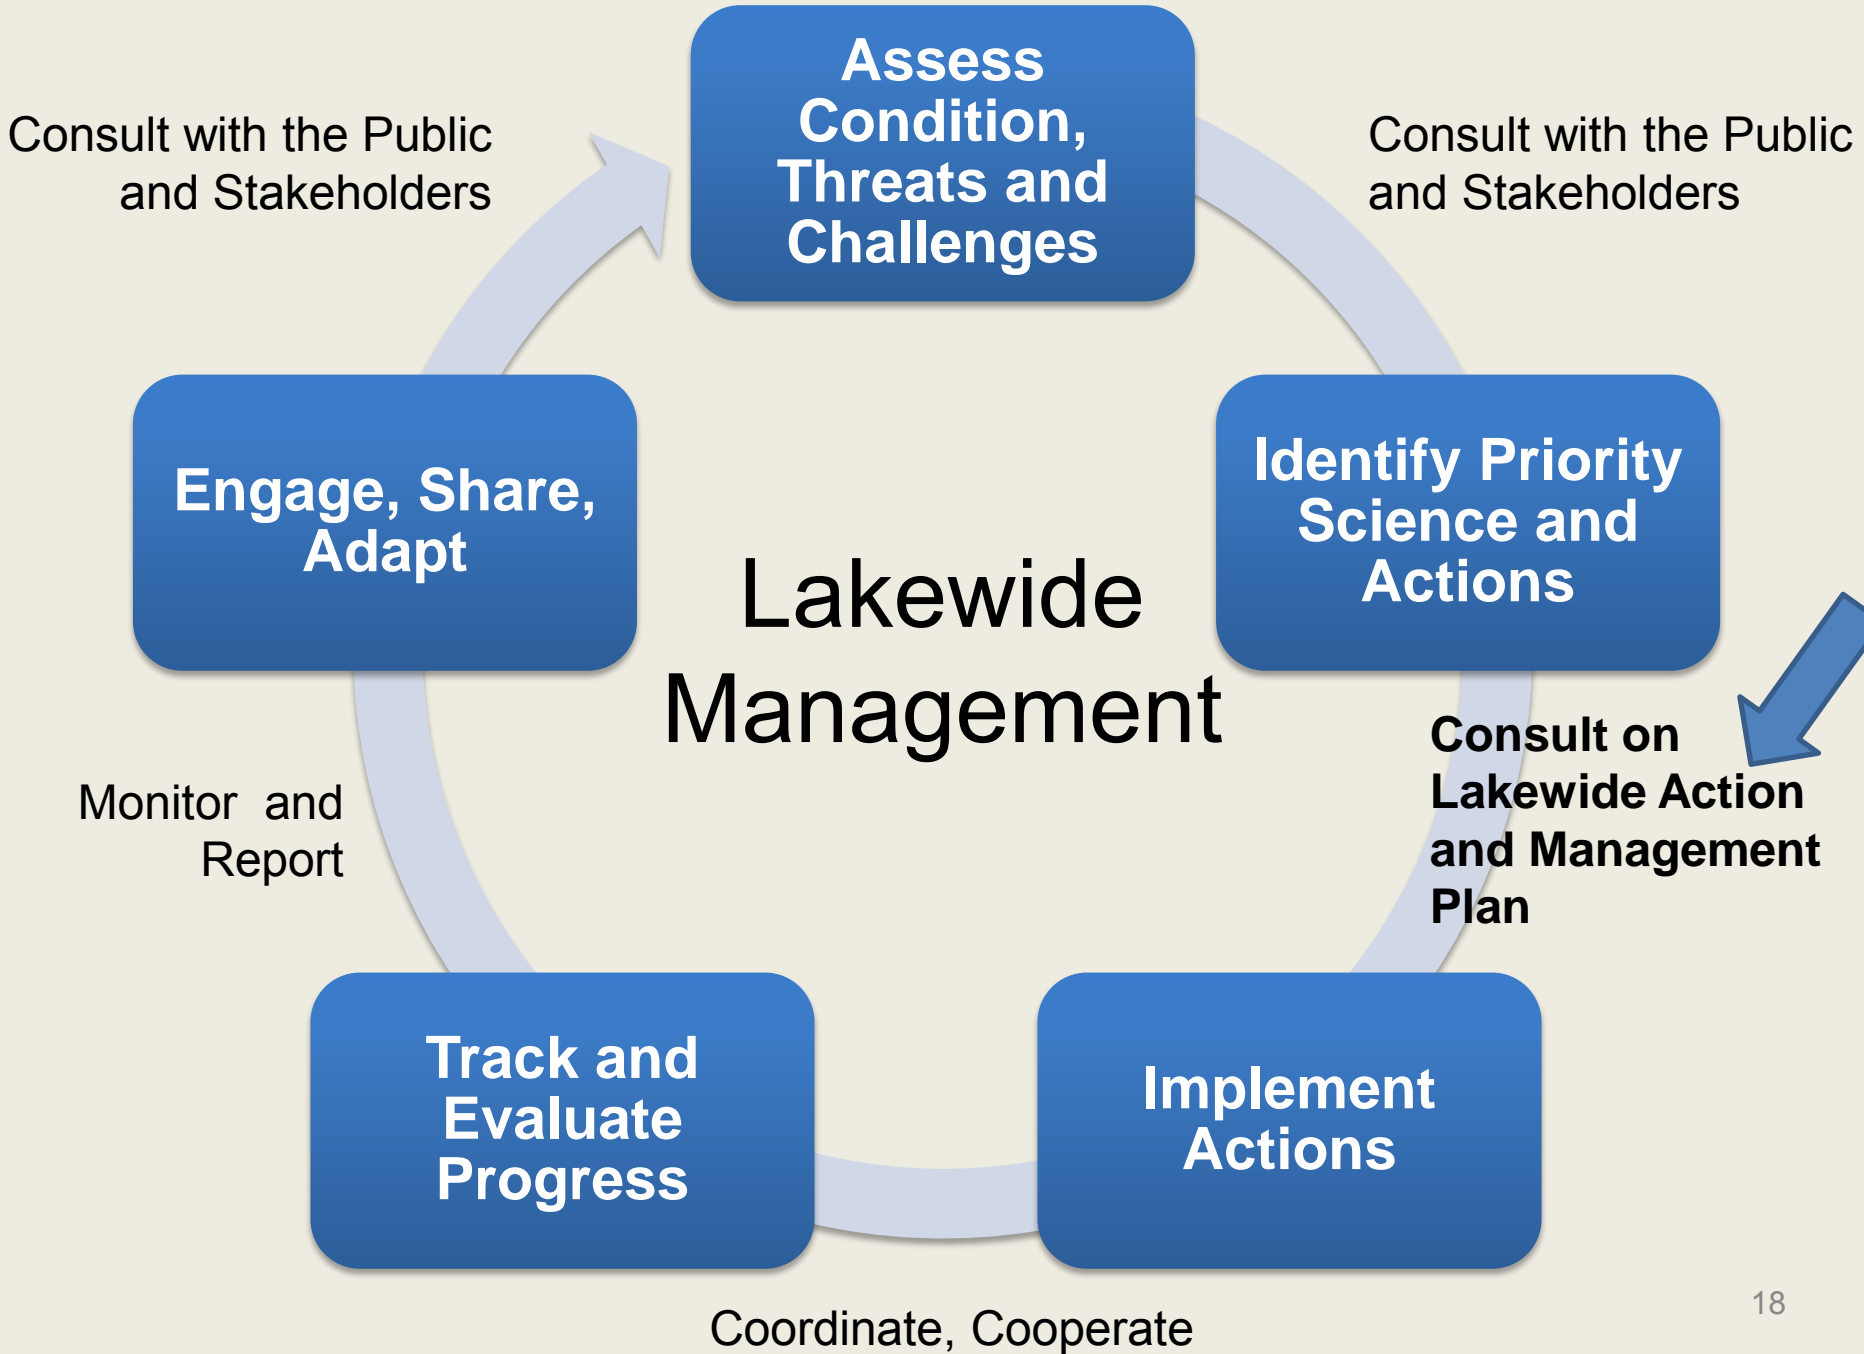 Assess
Condition,
Threats and
Challenges
Consult with the Public
and Stakeholders
Consult with the Public
and Stakeholders
Identify Priority
Science and
Actions
Engage, Share,
Adapt
Lakewide
Management
Consult on
Lakewide Action
and Management
Plan
Monitor and
Report
Implement
Actions
Track and
Evaluate
Progress
Coordinate, Cooperate
18